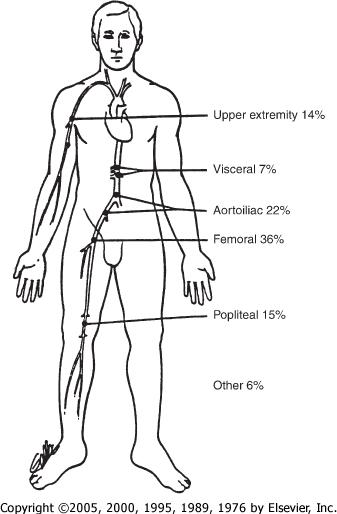 Upper extremity 14%
Visceral 7%
Aortoiliac 22%
Femoral 36%
Popliteal 15%
Other 6%
Copyright ©2005, 2000, 1995, 1989, 1976 by Elsevier, Inc.